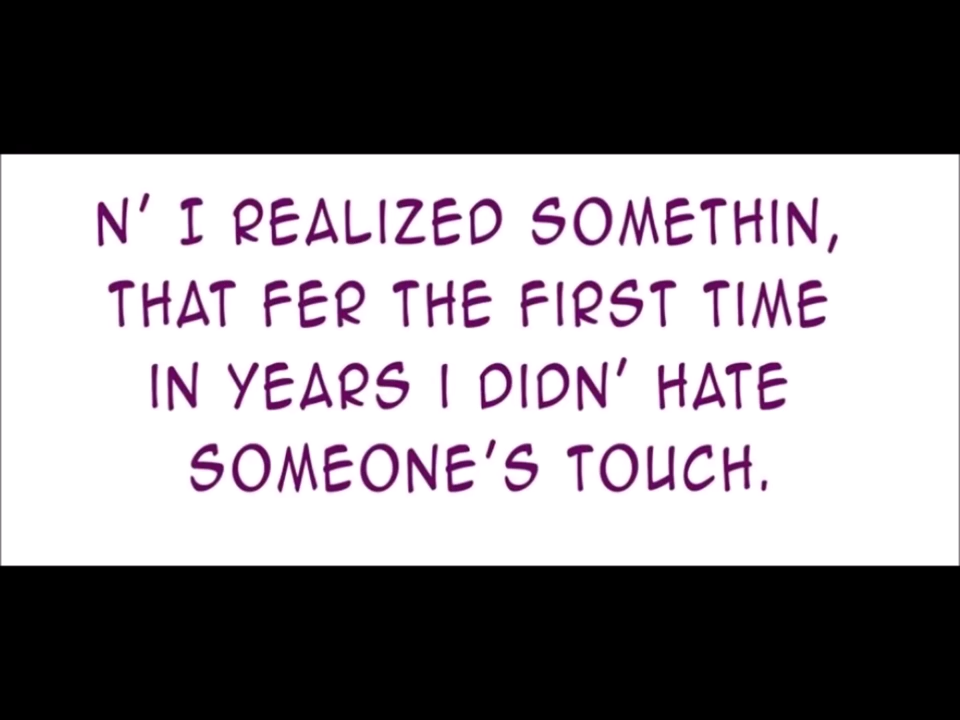 N' I REALIZED SOMETHIN,
THAT FER THE FIRST TIME
IN YEARS I DIDN' HATE
SOMEONE'S TOUCH.